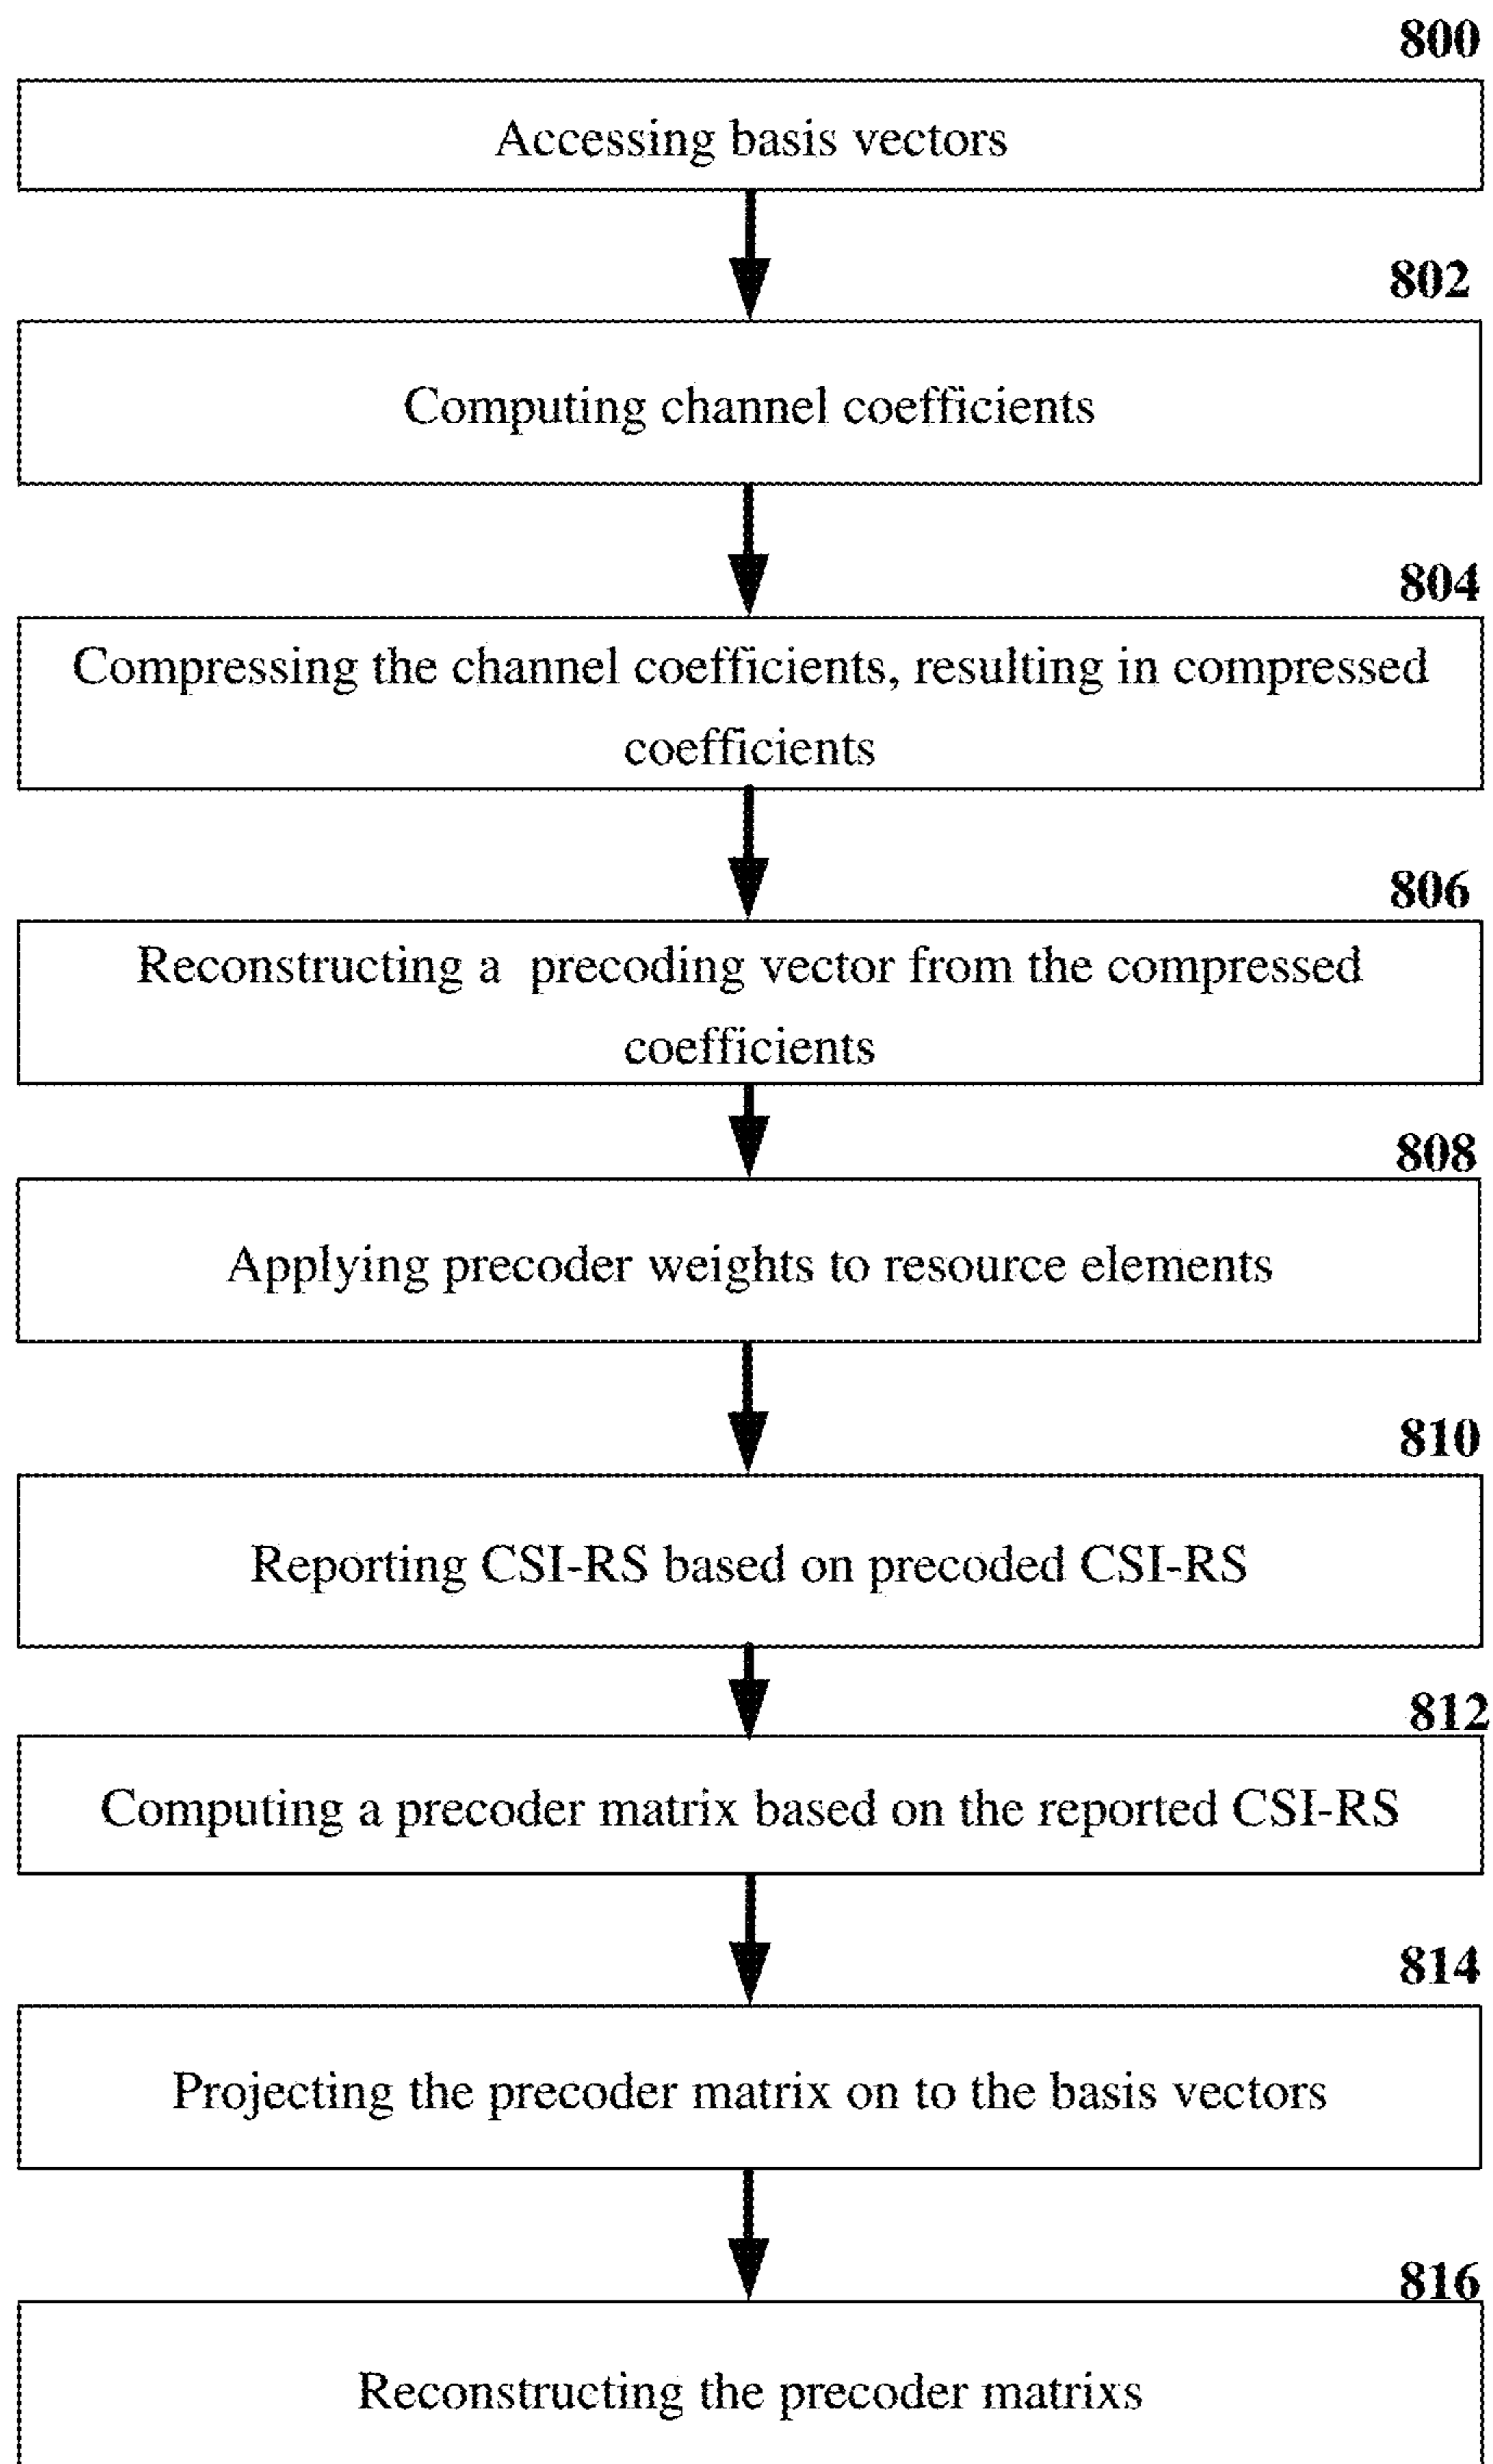 800
Accessing basis vectors
802
Computing channel coefficients
804
Compressing the channel coefficients, resulting in compressed
coefficients
806
Reconstructing a precoding vector from the compressed
coefficients
808
Applying precoder weights to resource elements
810
Reporting CSI-RS based on precoded CSI-RS
812
Computing a precoder matrix based on the reported CSI-RS
814
Projecting the precoder matrix on to the basis vectors
816
Reconstructing the precoder matrixs